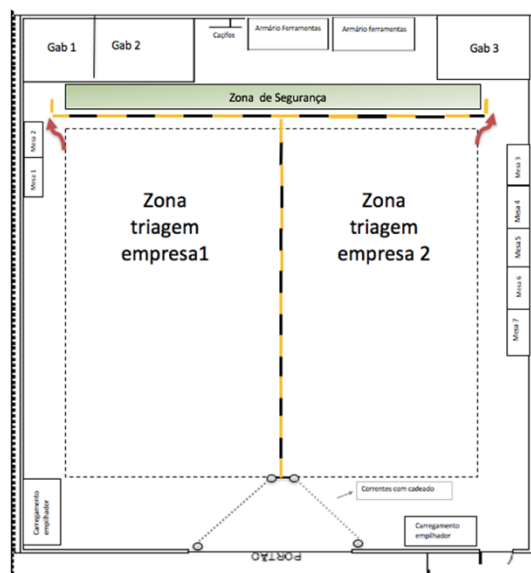 Gab 1
Gab 2
Cacifos
Armário Ferramentas
Armário ferramentas
Gab 3
Zona de Segurança
Mesa 2
Mesa 1
Zona
triagem
empresa1
Zona
triagem
empresa 2
Mesa 3
Mesa 4
Mesa 5
Mesa 6
Mesa 7
Correntes com cadeado
Carregamento
empilhador
Carregamento
empilhador
PORTÃO